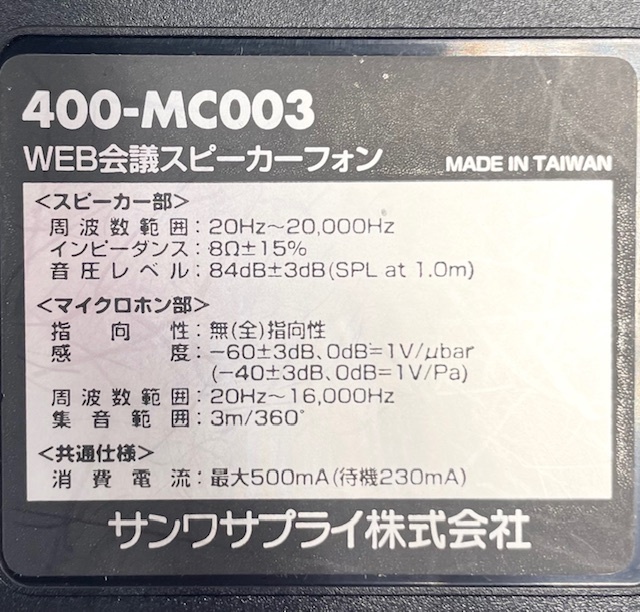 400-MC003
WEB会議スピーカーフォン MADE IN TAIWAN
<スピーカー部>
周波数範囲：20Hz～20,000Hz
インピーダンス：8Ω±15%
音圧レベル：84dB±3dB(SPL at 1.0m)
<マイクロホン部>
指向性：無(全)指向性
感度：-60±3dB、0dB=1V/μbar
(-40±3dB、0dB=1V/Pa)
周波数範囲：20Hz～16,000Hz
集音範囲：3m/360°
<共通仕様>
消費電流：最大500mA(待機230mA)
サンワサプライ株式会社